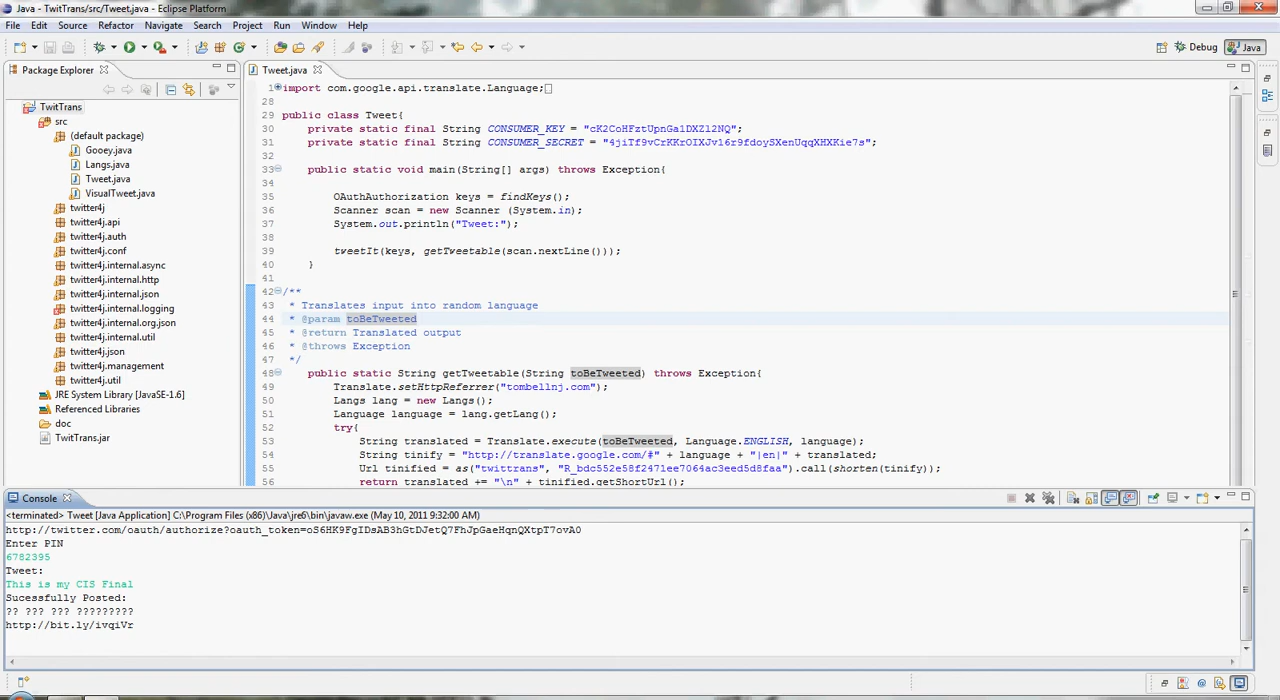 Java - TwitTrans/src/Tweet.java - Eclipse Platform
File Edit Source Refactor Navigate Search Project Run Window Help
Debug Java
Package Explorer
TwitTrans
src
(default package)
Gooey.java
Langs.java
Tweet.java
VisualTweet.java
twitter4j
twitter4j.api
twitter4j.auth
twitter4j.conf
twitter4j.internal.async
twitter4j.internal.http
twitter4j.internal.json
twitter4j.internal.logging
twitter4j.internal.org.json
twitter4j.internal.util
twitter4j.json
twitter4j.management
twitter4j.util
JRE System Library [JavaSE-1.6]
Referenced Libraries
doc
TwitTrans.jar
Tweet.java
1 import com.google.api.translate.Language;
28
29 public class Tweet{
30 private static final String CONSUMER_KEY = "cK2CoHFztUpnGa1DXZl2NQ";
31 private static final String CONSUMER_SECRET = "4jiTf9vCrKKrOIXJv16r9fdoySXenUqqXHXKie7s";
32
33 public static void main(String[] args) throws Exception{
34
35 OAuthAuthorization keys = findKeys();
36 Scanner scan = new Scanner (System.in);
37 System.out.println("Tweet:");
38
39 tweetIt(keys, getTweetable(scan.nextLine()));
40 }
41
42 /**
43 * Translates input into random language
44 * @param toBeTweeted
45 * @return Translated output
46 * @throws Exception
47 */
48 public static String getTweetable(String toBeTweeted) throws Exception{
49 Translate.setHttpReferrer("tombellnj.com");
50 Langs lang = new Langs();
51 Language language = lang.getLang();
52 try{
53 String translated = Translate.execute(toBeTweeted, Language.ENGLISH, language);
54 String tinify = "http://translate.google.com/#" + language + "|en|" + translated;
55 Url tinified = as("twittrans", "R_bdc552e58f2471ee7064ac3eed5d8faa").call(shorten(tinify));
56 return translated += "\n" + tinified.getShortUrl();
Console
<terminated> Tweet [Java Application] C:\Program Files (x86)\Java\jre6\bin\javaw.exe (May 10, 2011 9:32:00 AM)
http://twitter.com/oauth/authorize?oauth_token=oS6HK9FgIDsAB3hGtDJetQ7FhJpGaeHqnQXtpT7ovA0
Enter PIN
6782395
Tweet:
This is my CIS Final
Sucessfully Posted:
?? ??? ??? ?????????
http://bit.ly/ivqiVr